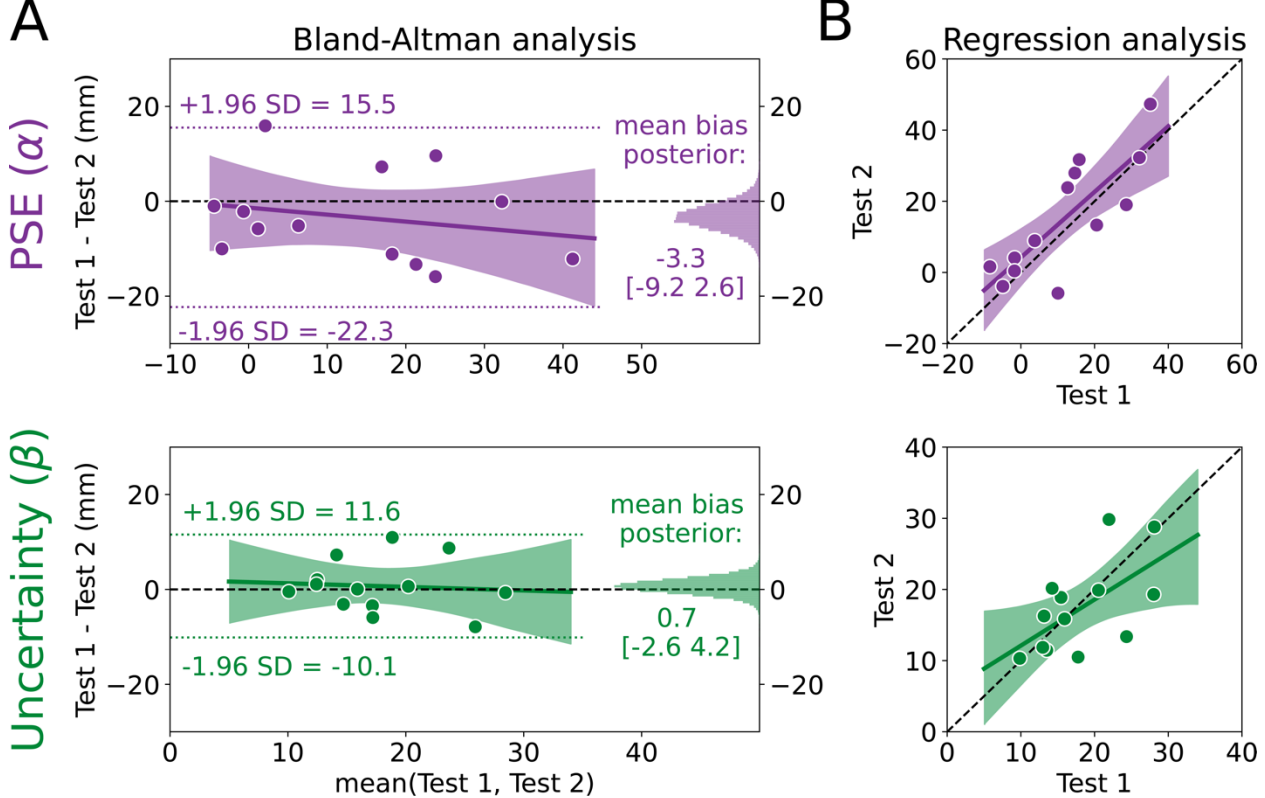 A
Bland-Altman analysis
B
Regression analysis
PSE (α)
Test 1 - Test 2 (mm)
20
0
−20
+1.96 SD = 15.5
-1.96 SD = -22.3
mean bias
posterior:
-3.3
[-9.2 2.6]
20
0
−20
−10
0
10
20
30
40
50
Test 2
60
40
20
0
−20
−20
0
20
40
60
Test 1
Uncertainty (β)
Test 1 - Test 2 (mm)
20
0
−20
+1.96 SD = 11.6
-1.96 SD = -10.1
mean bias
posterior:
0.7
[-2.6 4.2]
20
0
−20
0
10
20
30
40
mean(Test 1, Test 2)
Test 2
40
30
20
10
0
0
10
20
30
40
Test 1